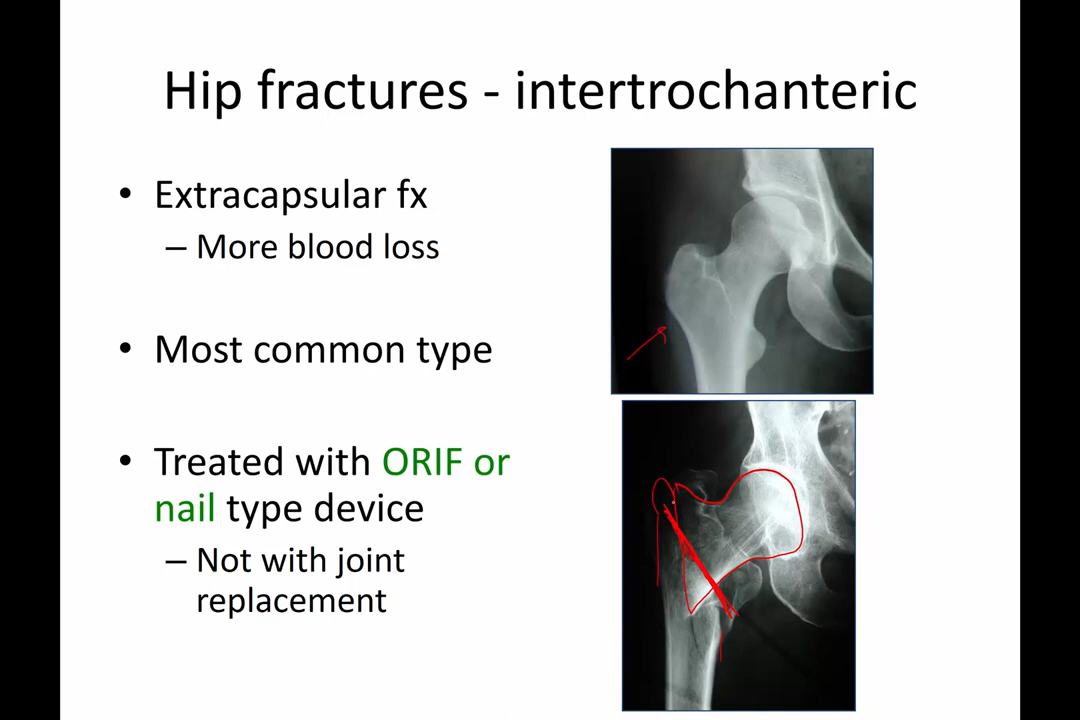 Hip fractures - intertrochanteric
• Extracapsular fx
– More blood loss
• Most common type
• Treated with ORIF or
nail type device
– Not with joint
replacement